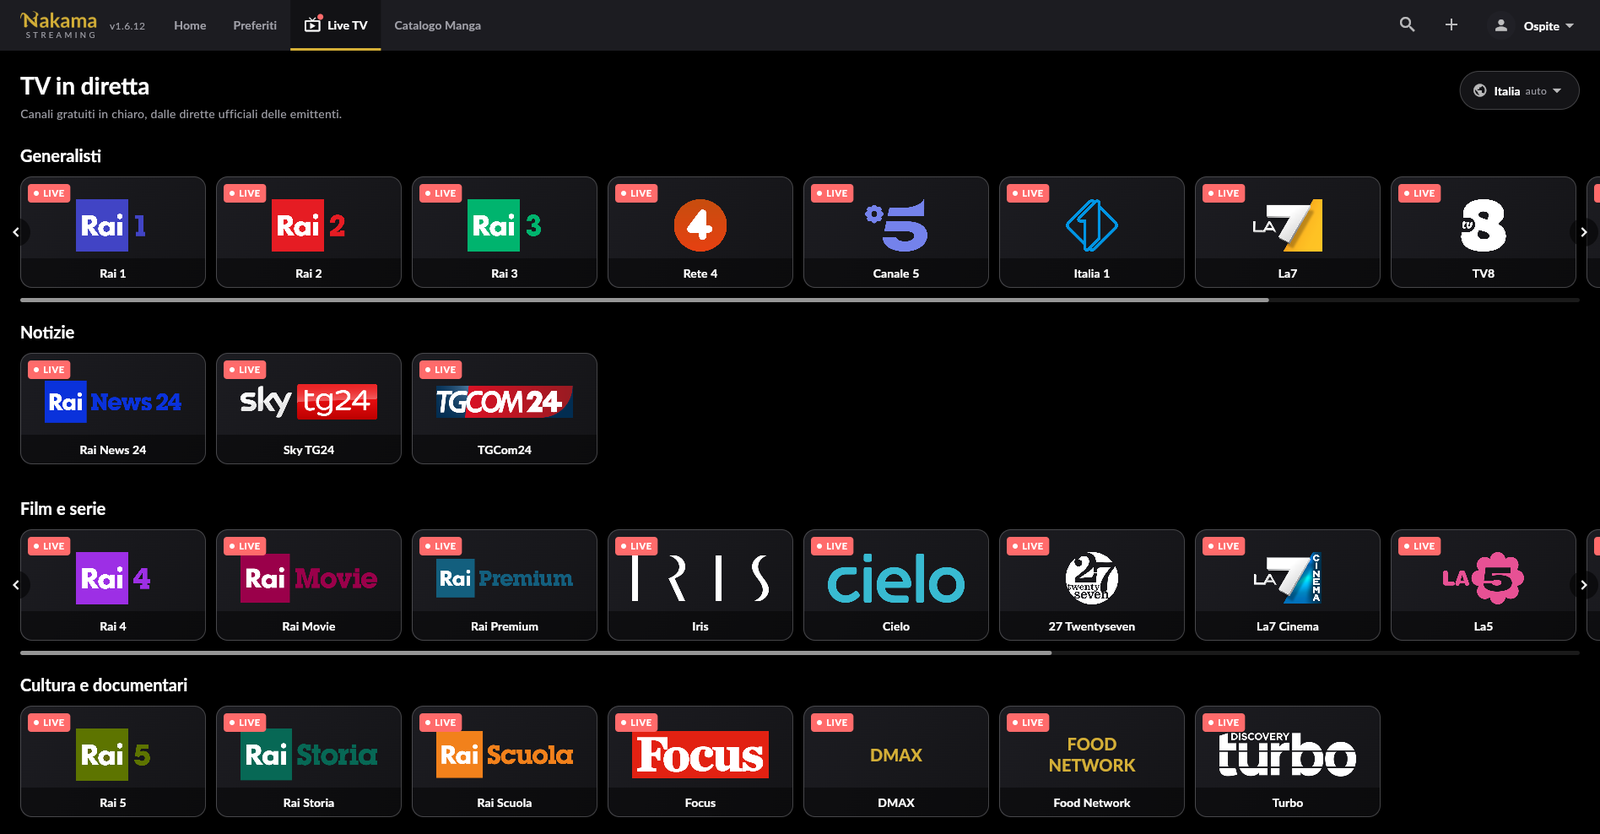 Nakama
STREAMING
v1.6.12
Home
Preferiti
Live TV
Catalogo Manga
Ospite
TV in diretta
Canali gratuiti in chiaro, dalle dirette ufficiali delle emittenti.
Italia auto
Generalisti
LIVE
Rai 1
Rai 1
LIVE
Rai 2
Rai 2
LIVE
Rai 3
Rai 3
LIVE
4
Rete 4
LIVE
5
Canale 5
LIVE
1
Italia 1
LIVE
LA7
La7
LIVE
tv8
TV8
Notizie
LIVE
Rai News 24
Rai News 24
LIVE
sky tg24
Sky TG24
LIVE
TGCOM24
TGCom24
Film e serie
LIVE
Rai 4
Rai 4
LIVE
Rai Movie
Rai Movie
LIVE
Rai Premium
Rai Premium
LIVE
IRIS
Iris
LIVE
cielo
Cielo
LIVE
27
twenty
seven
27 Twentyseven
LIVE
LA7 CINEMA
La7 Cinema
LIVE
LA5
La5
Cultura e documentari
LIVE
Rai 5
Rai 5
LIVE
Rai Storia
Rai Storia
LIVE
Rai Scuola
Rai Scuola
LIVE
Focus
Focus
LIVE
DMAX
DMAX
LIVE
FOOD
NETWORK
Food Network
LIVE
DISCOVERY
turbo
Turbo